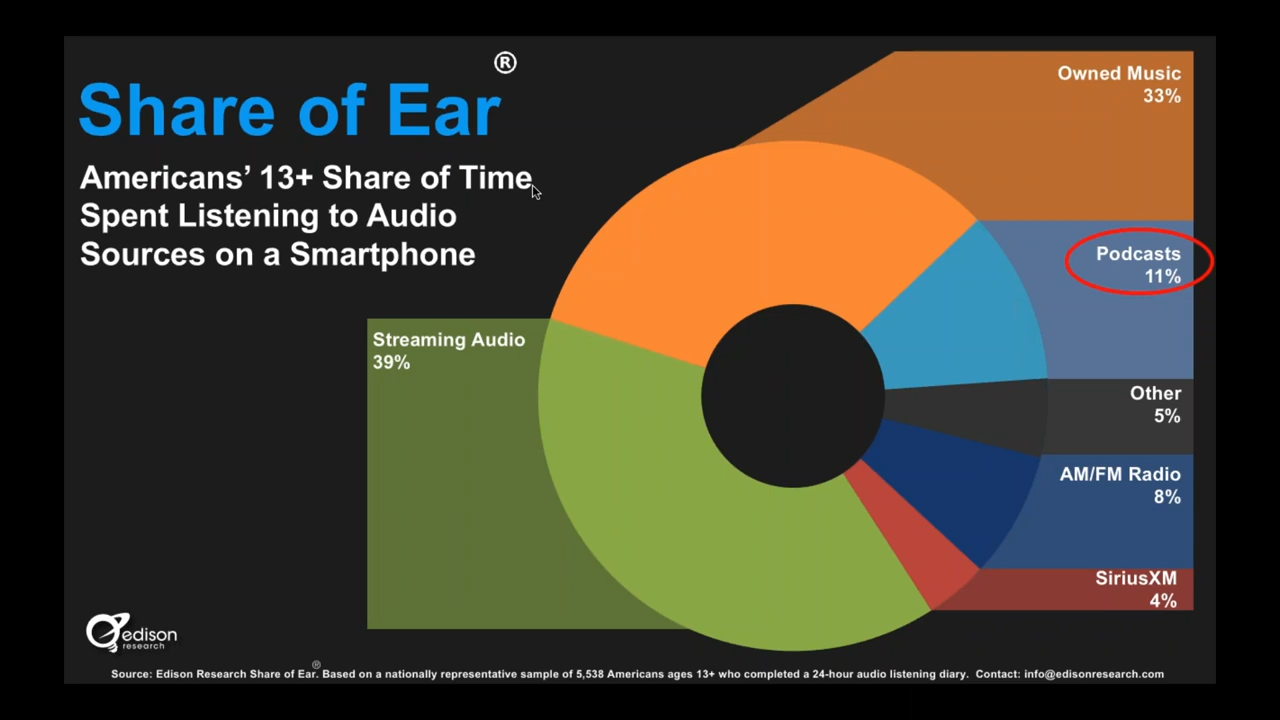 Share of Ear®
Americans’ 13+ Share of Time
Spent Listening to Audio
Sources on a Smartphone
Owned Music
33%
Podcasts
11%
Streaming Audio
39%
Other
5%
AM/FM Radio
8%
SiriusXM
4%
edison
research
Source: Edison Research Share of Ear.® Based on a nationally representative sample of 5,538 Americans ages 13+ who completed a 24-hour audio listening diary. Contact: info@edisonresearch.com